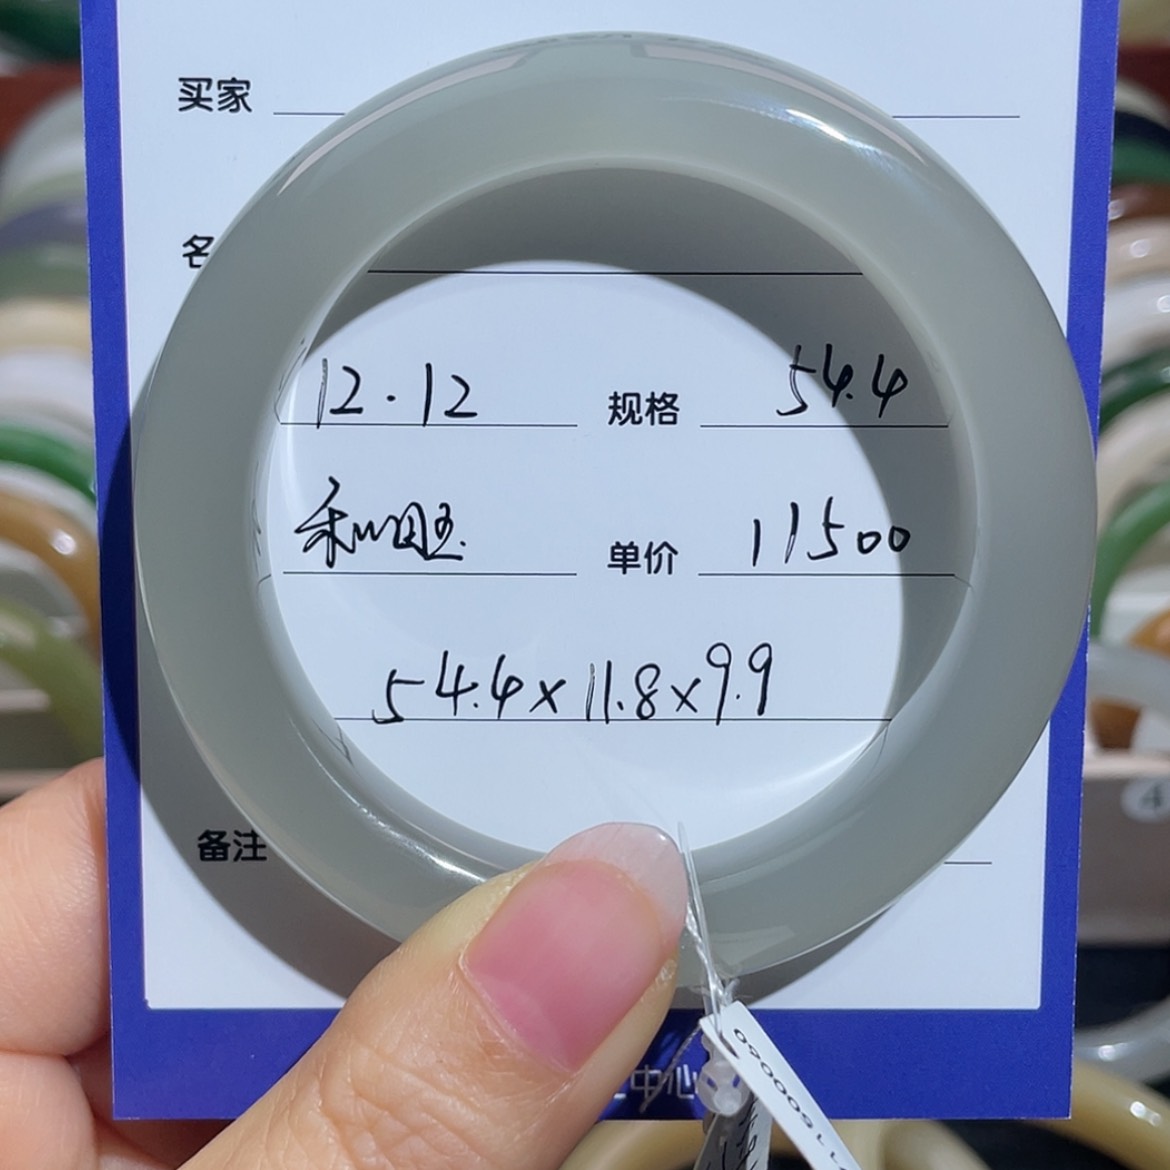 买家
名
12.12 规格 54.4
和田玉 单价 11500
54.4×11.8×9.9
备注
中心